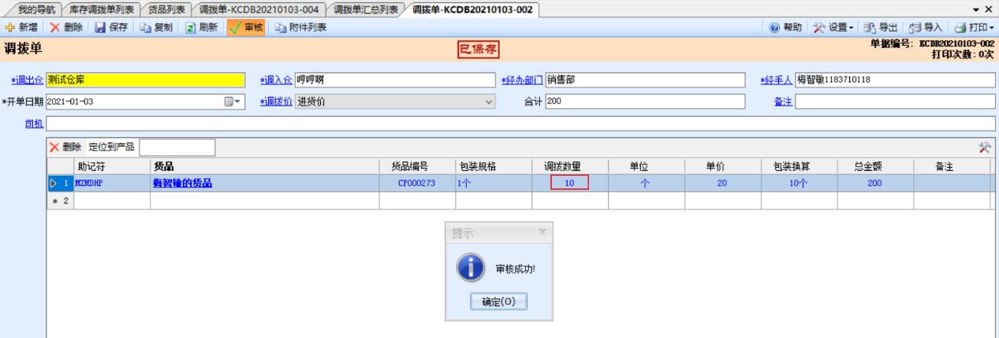 我的导航 库存调拨单列表 货品列表 调拨单-KCDB20210103-004 调拨单汇总列表 调拨单-KCDB20210103-002
新增 删除 保存 复制 刷新 审核 附件列表 帮助 设置 导出 导入 打印
调拨单 已保存 单据编号: KCDB20210103-002
打印次数: 0次
*调出仓 测试仓库 *调入仓 哼哼啊 *经办部门 销售部 *经手人 梅智敏1183710118
*开单日期 2021-01-03 *调拨价 进货价 合计 200 备注
司机
删除 定位到产品
助记符 货品 货品编号 包装规格 调拨数量 单位 单价 包装换算 总金额 备注
1 MZMDHP 梅智敏的货品 CP000273 1个 10 个 20 10个 200
* 2
提示
审核成功!
确定(O)